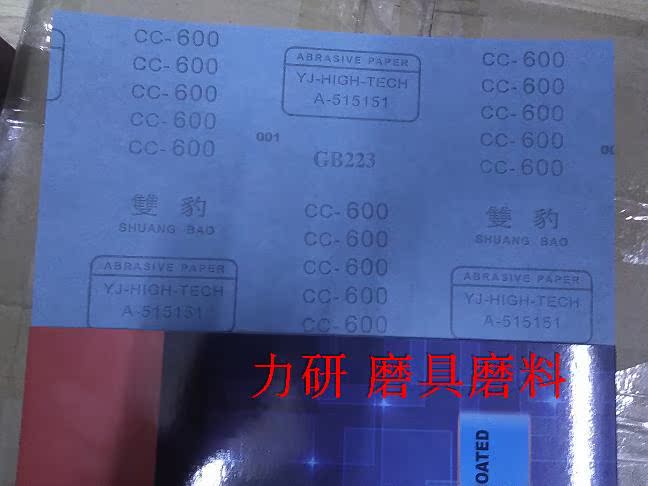 CC-600
CC-600
CC-600
CC-600
CC-600
ABRASIVE PAPER
YJ-HIGH-TECH
A-515151
CC-600
CC-600
CC-600
CC-600
CC-600
001
GB223
雙豹
SHUANG BAO
CC-600
CC-600
CC-600
CC-600
CC-600
雙豹
SHUANG BAO
ABRASIVE PAPER
YJ-HIGH-TECH
A-515151
ABRASIVE PAPER
YJ-HIGH-TECH
A-515151
力研 磨具磨料
OATED